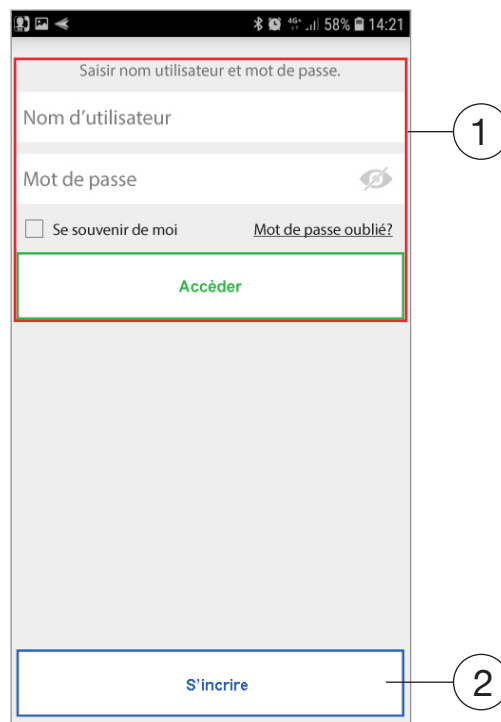 4G+ 58% 14:21
Saisir nom utilisateur et mot de passe.
Nom d'utilisateur
1
Mot de passe
Se souvenir de moi Mot de passe oublié?
Accèder
S'incrire
2